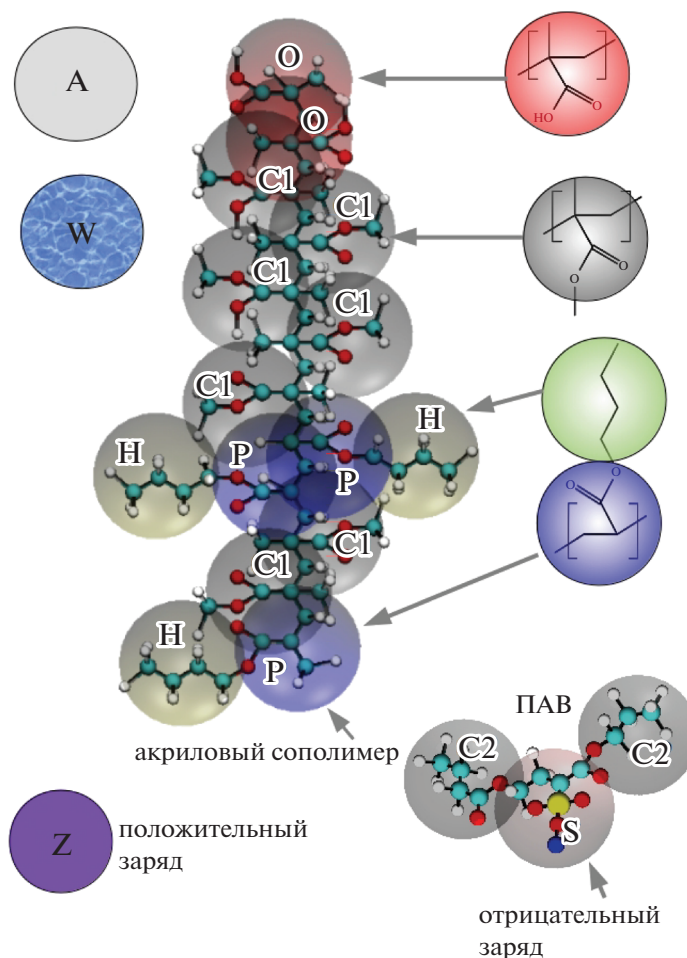 A
W
O
O
C1
C1
C1
C1
C1
H
H
P
P
C1
C1
H
P
HO
O
O
O
O
O
O
ПАВ
C2
C2
S
акриловый сополимер
Z
положительный
заряд
отрицательный
заряд